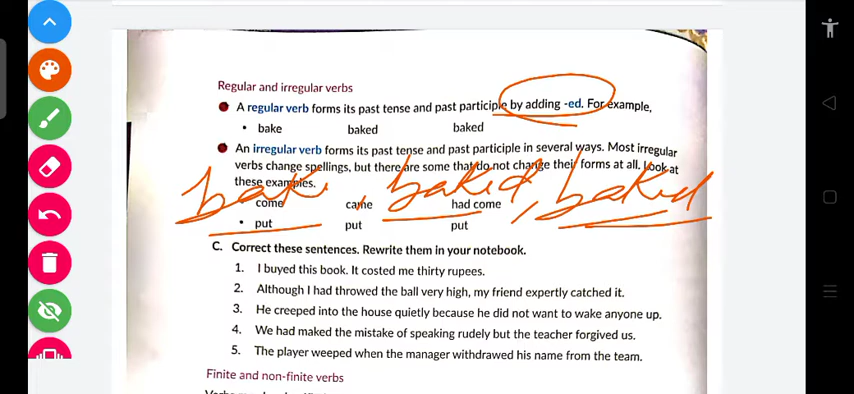 Regular and irregular verbs
A regular verb forms its past tense and past participle by adding -ed. For example,
• bake baked baked
An irregular verb forms its past tense and past participle in several ways. Most irregular
verbs change spellings, but there are some that do not change their forms at all. Look at
these examples.
bake, baked, baked
come came had come
• put put put
C. Correct these sentences. Rewrite them in your notebook.
1. I buyed this book. It costed me thirty rupees.
2. Although I had throwed the ball very high, my friend expertly catched it.
3. He creeped into the house quietly because he did not want to wake anyone up.
4. We had maked the mistake of speaking rudely but the teacher forgived us.
5. The player weeped when the manager withdrawed his name from the team.
Finite and non-finite verbs